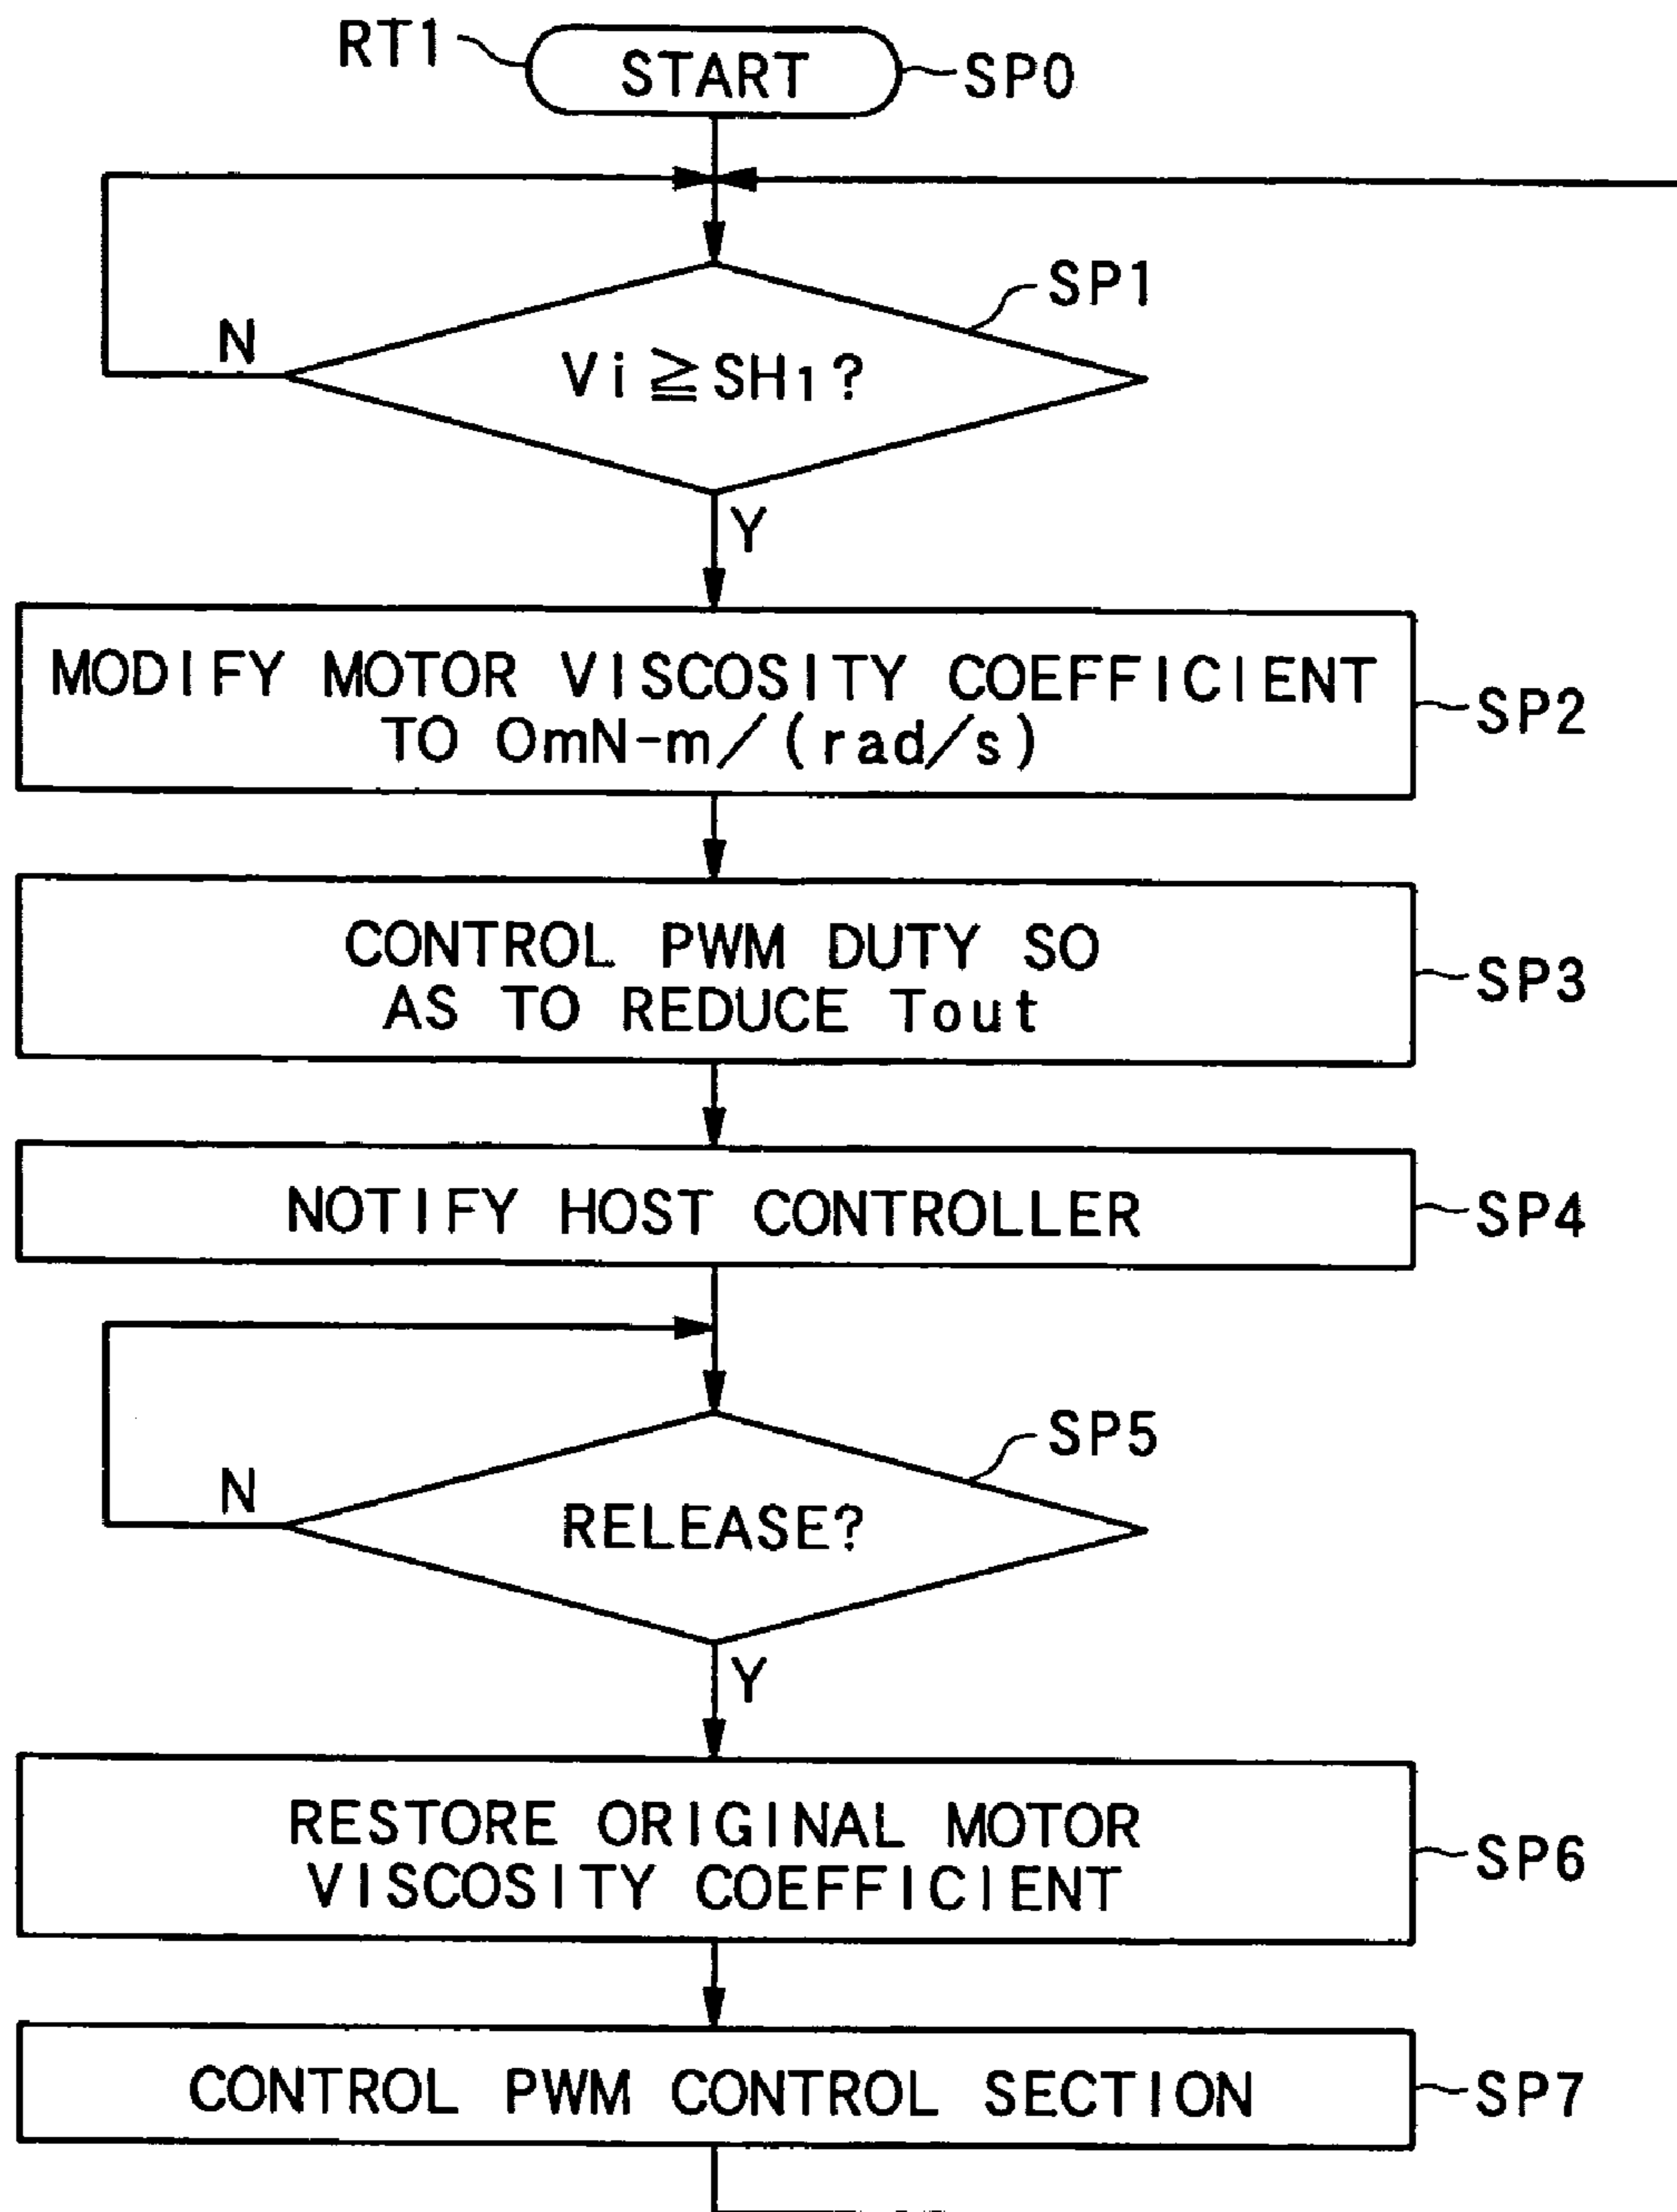 RT1
START
SP0
SP1
N
Vi≧SH1?
Y
MODIFY MOTOR VISCOSITY COEFFICIENT
TO 0mN-m/(rad/s)
SP2
CONTROL PWM DUTY SO
AS TO REDUCE Tout
SP3
NOTIFY HOST CONTROLLER
SP4
SP5
N
RELEASE?
Y
RESTORE ORIGINAL MOTOR
VISCOSITY COEFFICIENT
SP6
CONTROL PWM CONTROL SECTION
SP7